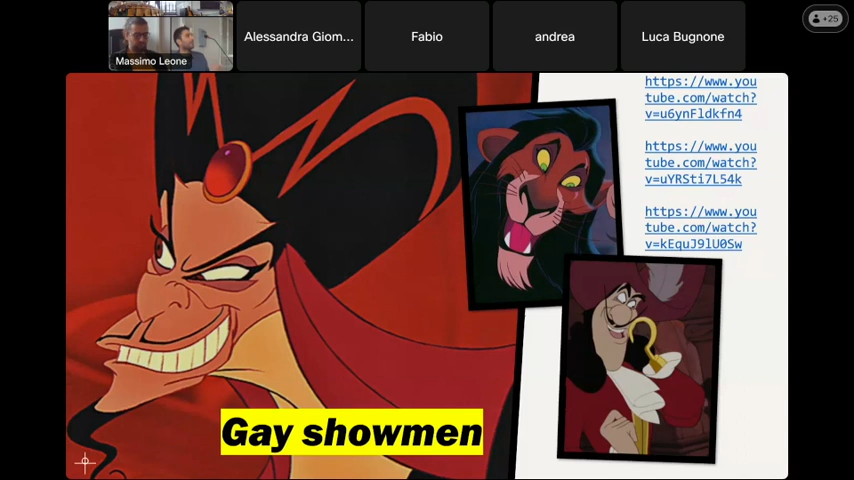 Massimo Leone
Alessandra Giom...
Fabio
andrea
Luca Bugnone
+25
https://www.you
tube.com/watch?
v=u6ynFldkfn4
https://www.you
tube.com/watch?
v=uYRSti7L54k
https://www.you
tube.com/watch?
v=kEquJ9lU0Sw
Gay showmen